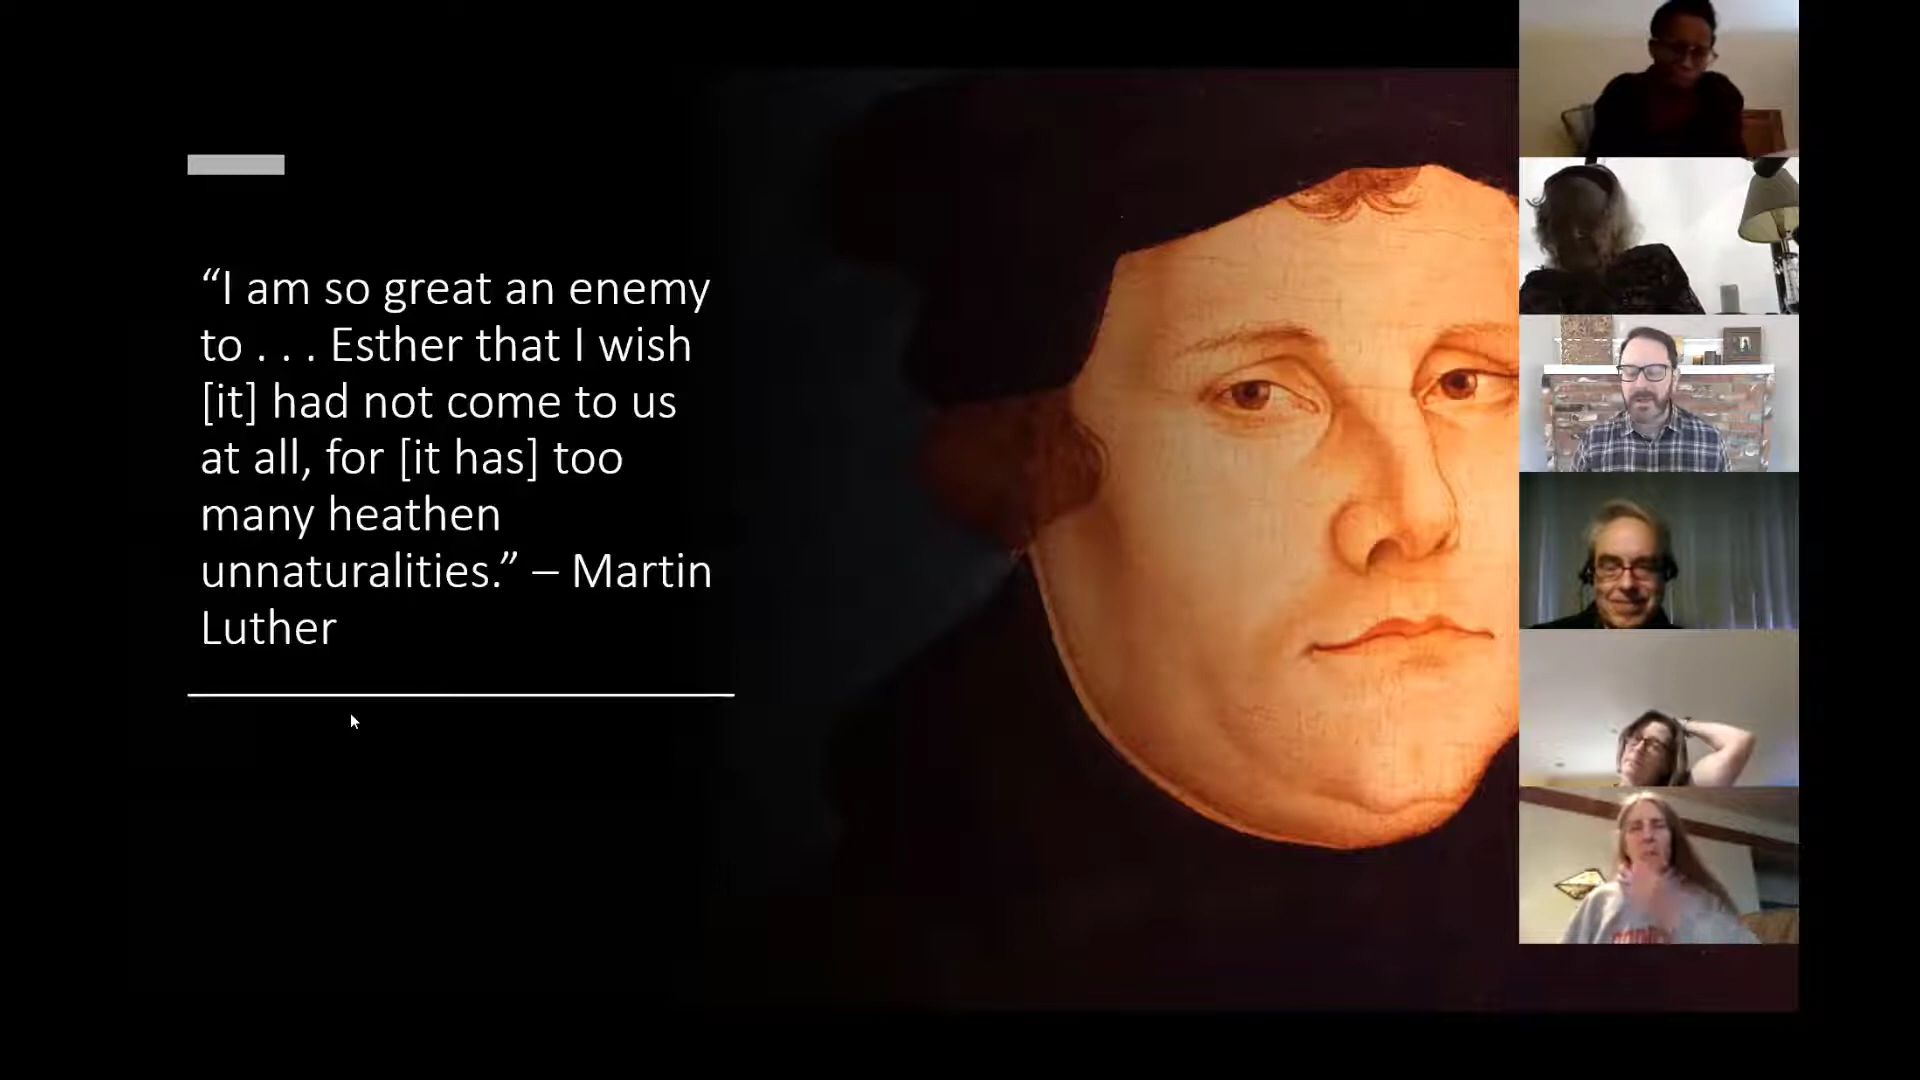 “I am so great an enemy
to . . . Esther that I wish
[it] had not come to us
at all, for [it has] too
many heathen
unnaturalities.” – Martin
Luther